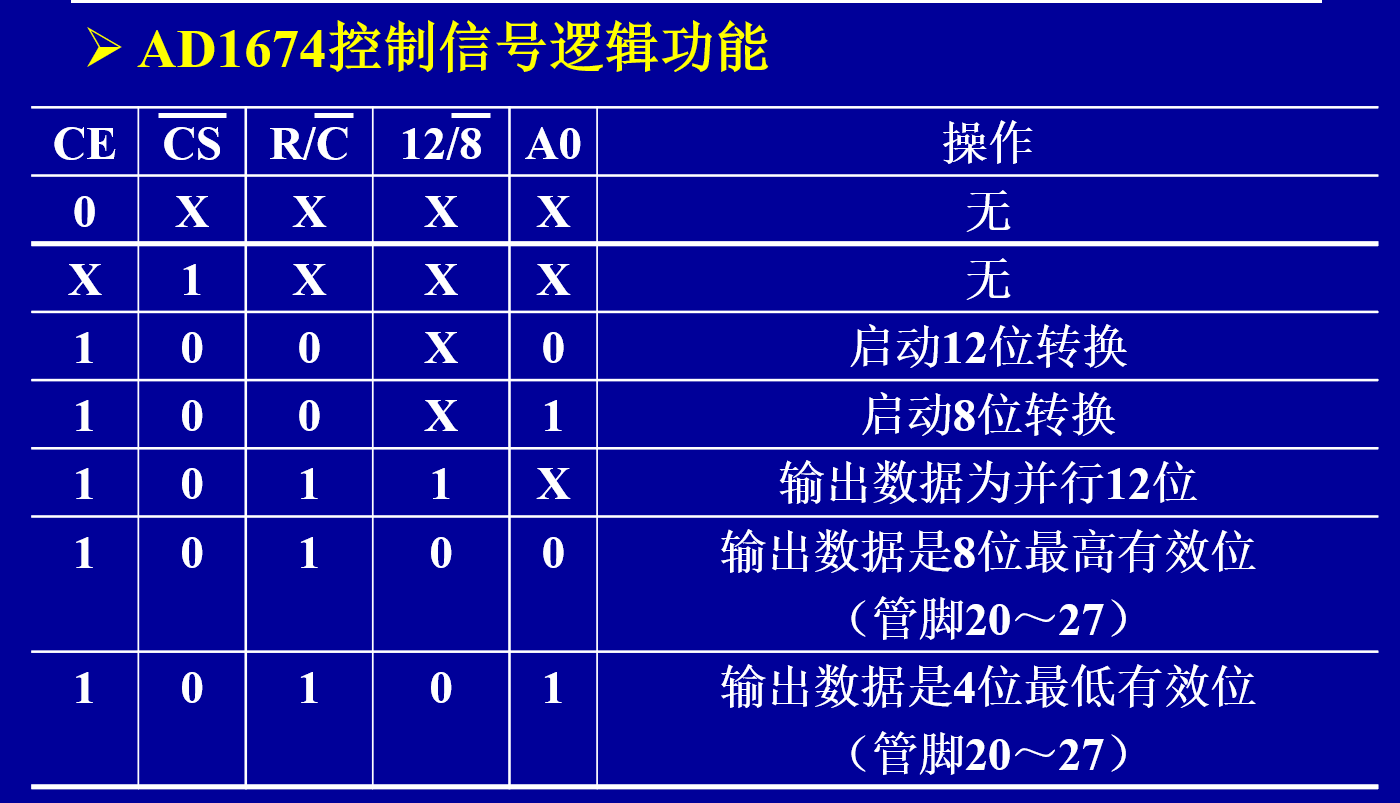 ➢ AD1674控制信号逻辑功能
CE C̅S̅ R/C̅ 12/8̅ A0 操作
0 X X X X 无
X 1 X X X 无
1 0 0 X 0 启动12位转换
1 0 0 X 1 启动8位转换
1 0 1 1 X 输出数据为并行12位
1 0 1 0 0 输出数据是8位最高有效位
（管脚20～27）
1 0 1 0 1 输出数据是4位最低有效位
（管脚20～27）